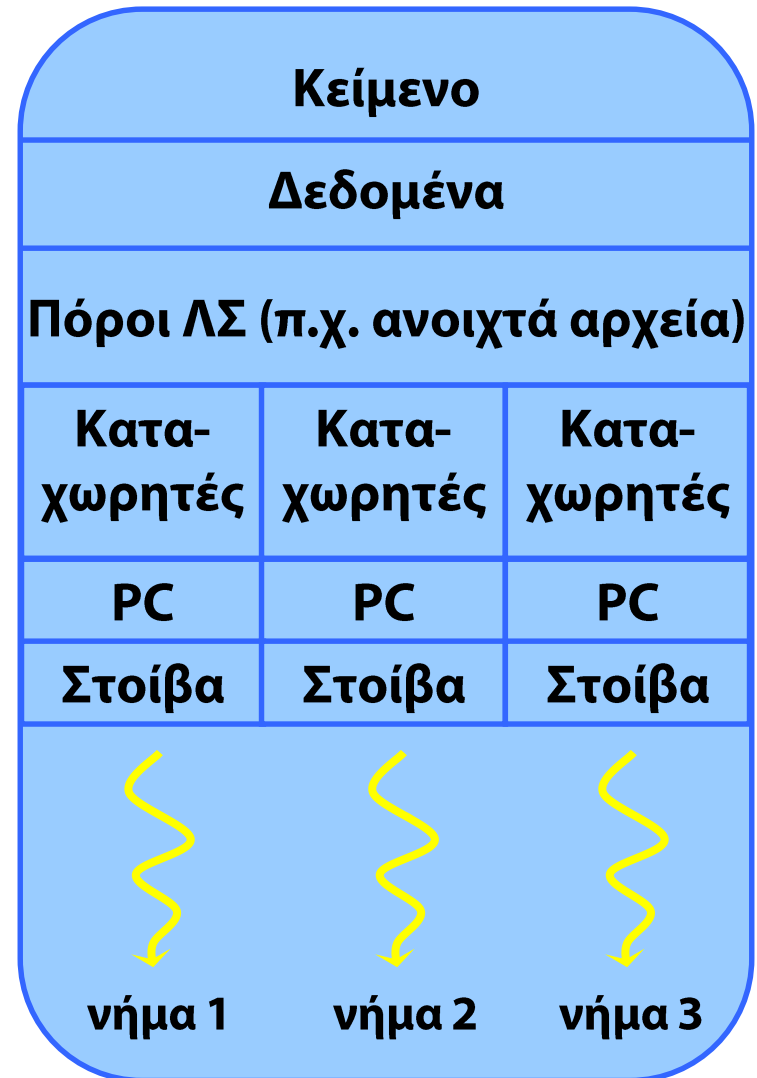 Κείμενο
Δεδομένα
Πόροι ΛΣ (π.χ. ανοιχτά αρχεία)
Κατα- Κατα- Κατα-
χωρητές χωρητές χωρητές
PC PC PC
Στοίβα Στοίβα Στοίβα
νήμα 1 νήμα 2 νήμα 3